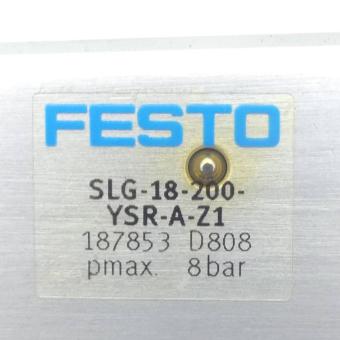 FESTO
SLG-18-200-
YSR-A-Z1
187853 D808
pmax. 8bar